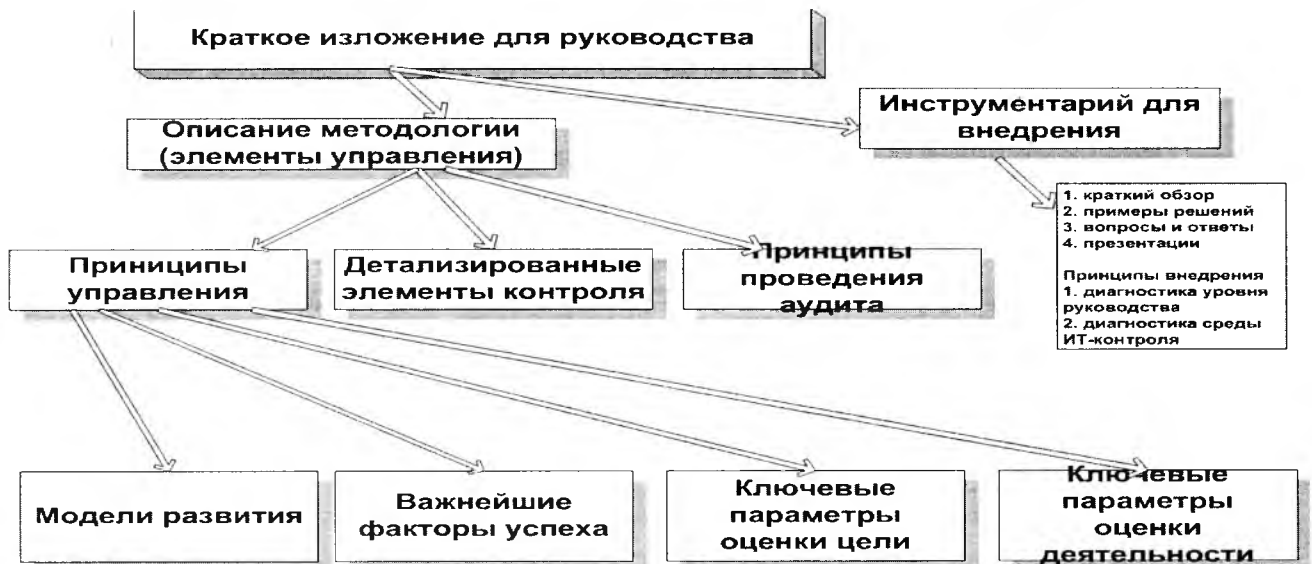 Краткое изложение для руководства
Инструментарий для
внедрения
Описание методологии
(элементы управления)
1. краткий обзор
2. примеры решений
3. вопросы и ответы
4. презентации
Принципы внедрения
1. диагностика уровня
руководства
2. диагностика среды
ИТ-контроля
Приниципы
управления
Детализированные
элементы контроля
Принципы
проведения
аудита
Модели развития
Важнейшие
факторы успеха
Ключевые
параметры
оценки цели
Ключевые
параметры
оценки
деятельности